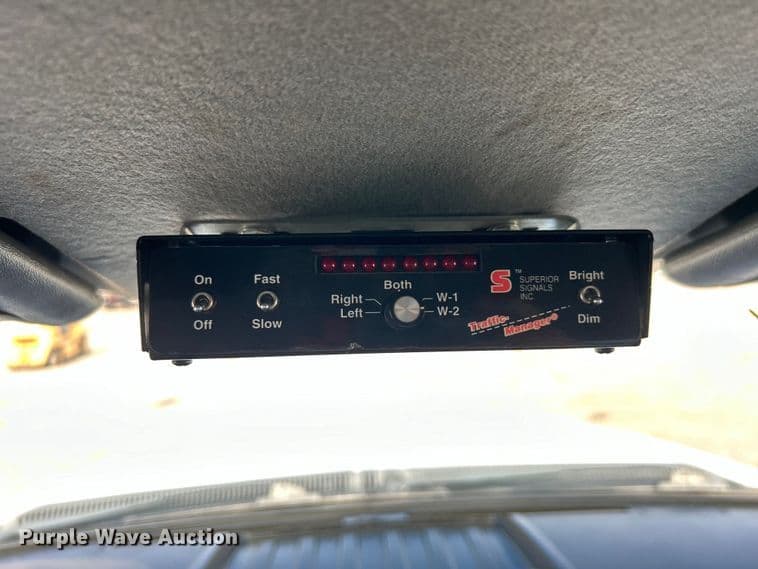 On
Off
Fast
Slow
Both
Right
Left
W-1
W-2
S™
SUPERIOR
SIGNALS
INC
Traffic
Manager®
Bright
Dim
Purple Wave Auction